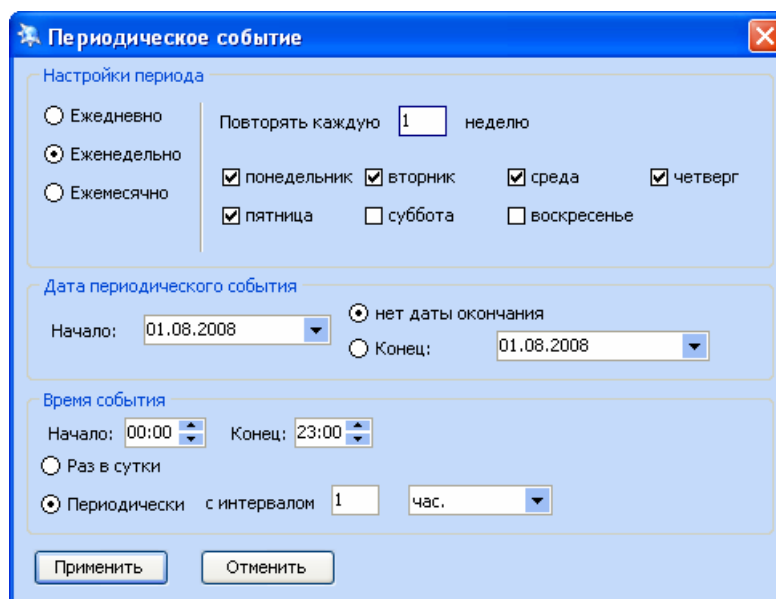 Периодическое событие
Настройки периода
Ежедневно
Еженедельно
Ежемесячно
Повторять каждую 1 неделю
понедельник вторник среда четверг
пятница суббота воскресенье
Дата периодического события
Начало: 01.08.2008
нет даты окончания
Конец: 01.08.2008
Время события
Начало: 00:00 Конец: 23:00
Раз в сутки
Периодически с интервалом 1 час.
Применить Отменить